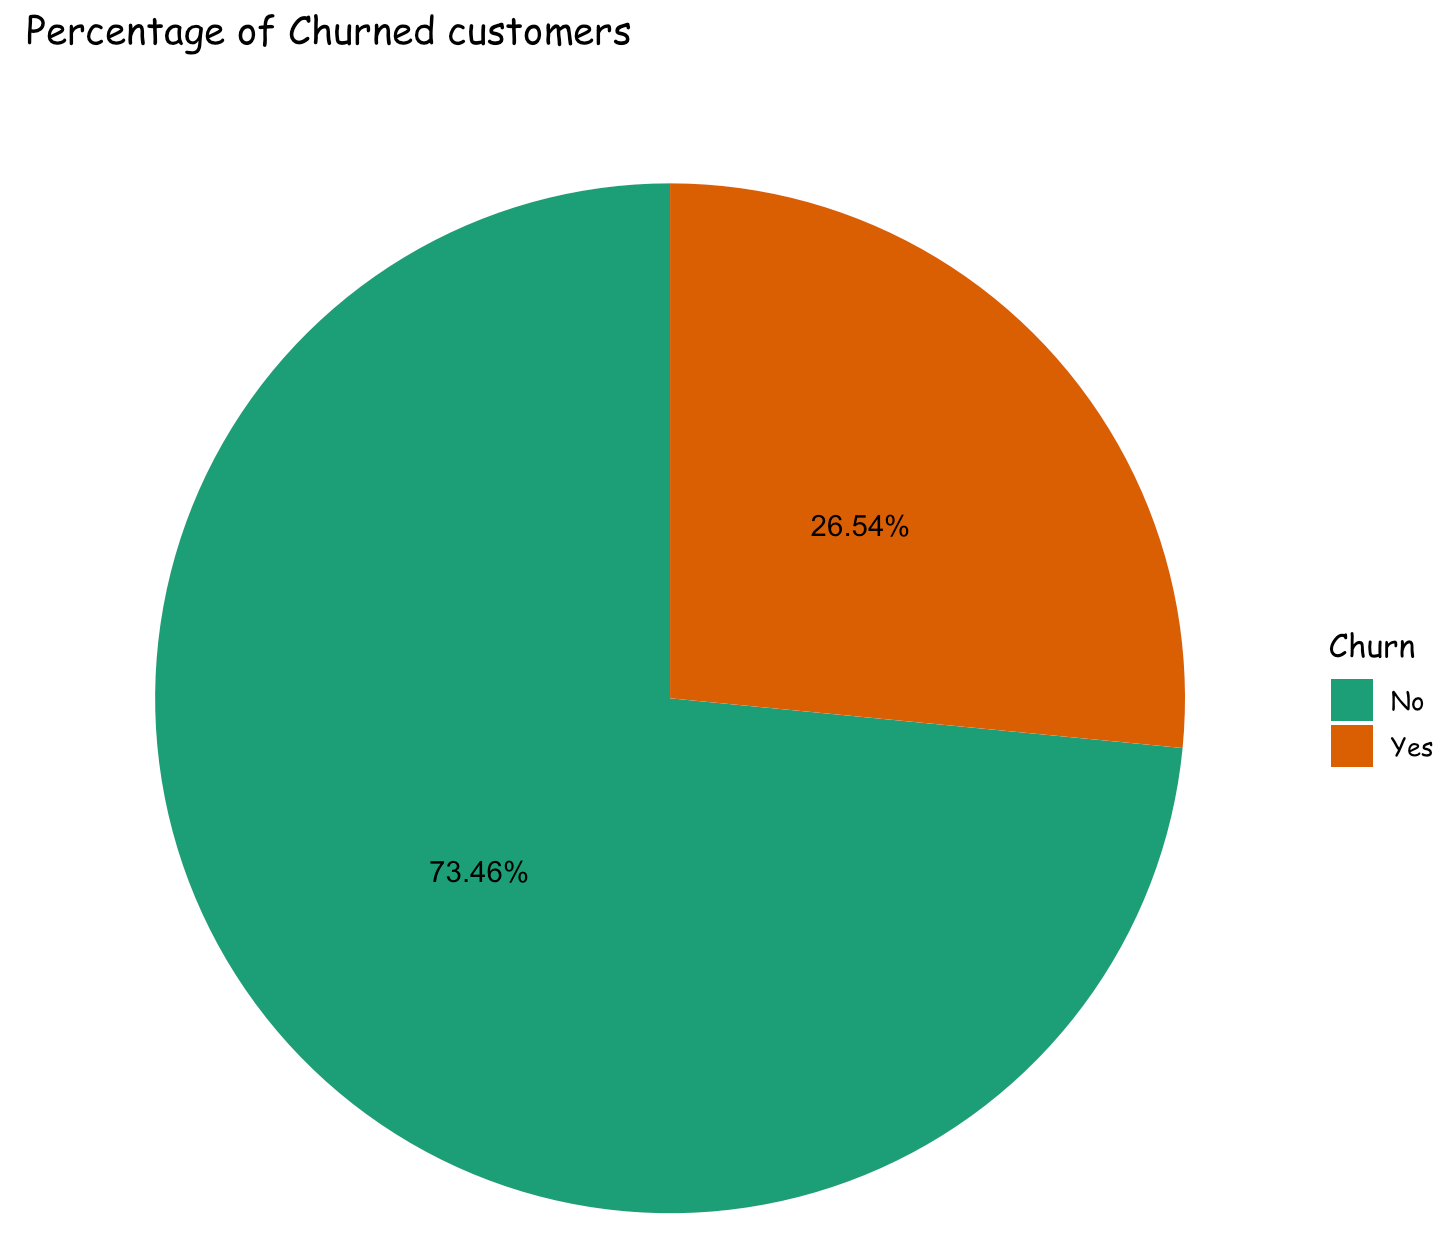 Percentage of Churned customers
26.54%
73.46%
Churn
No
Yes